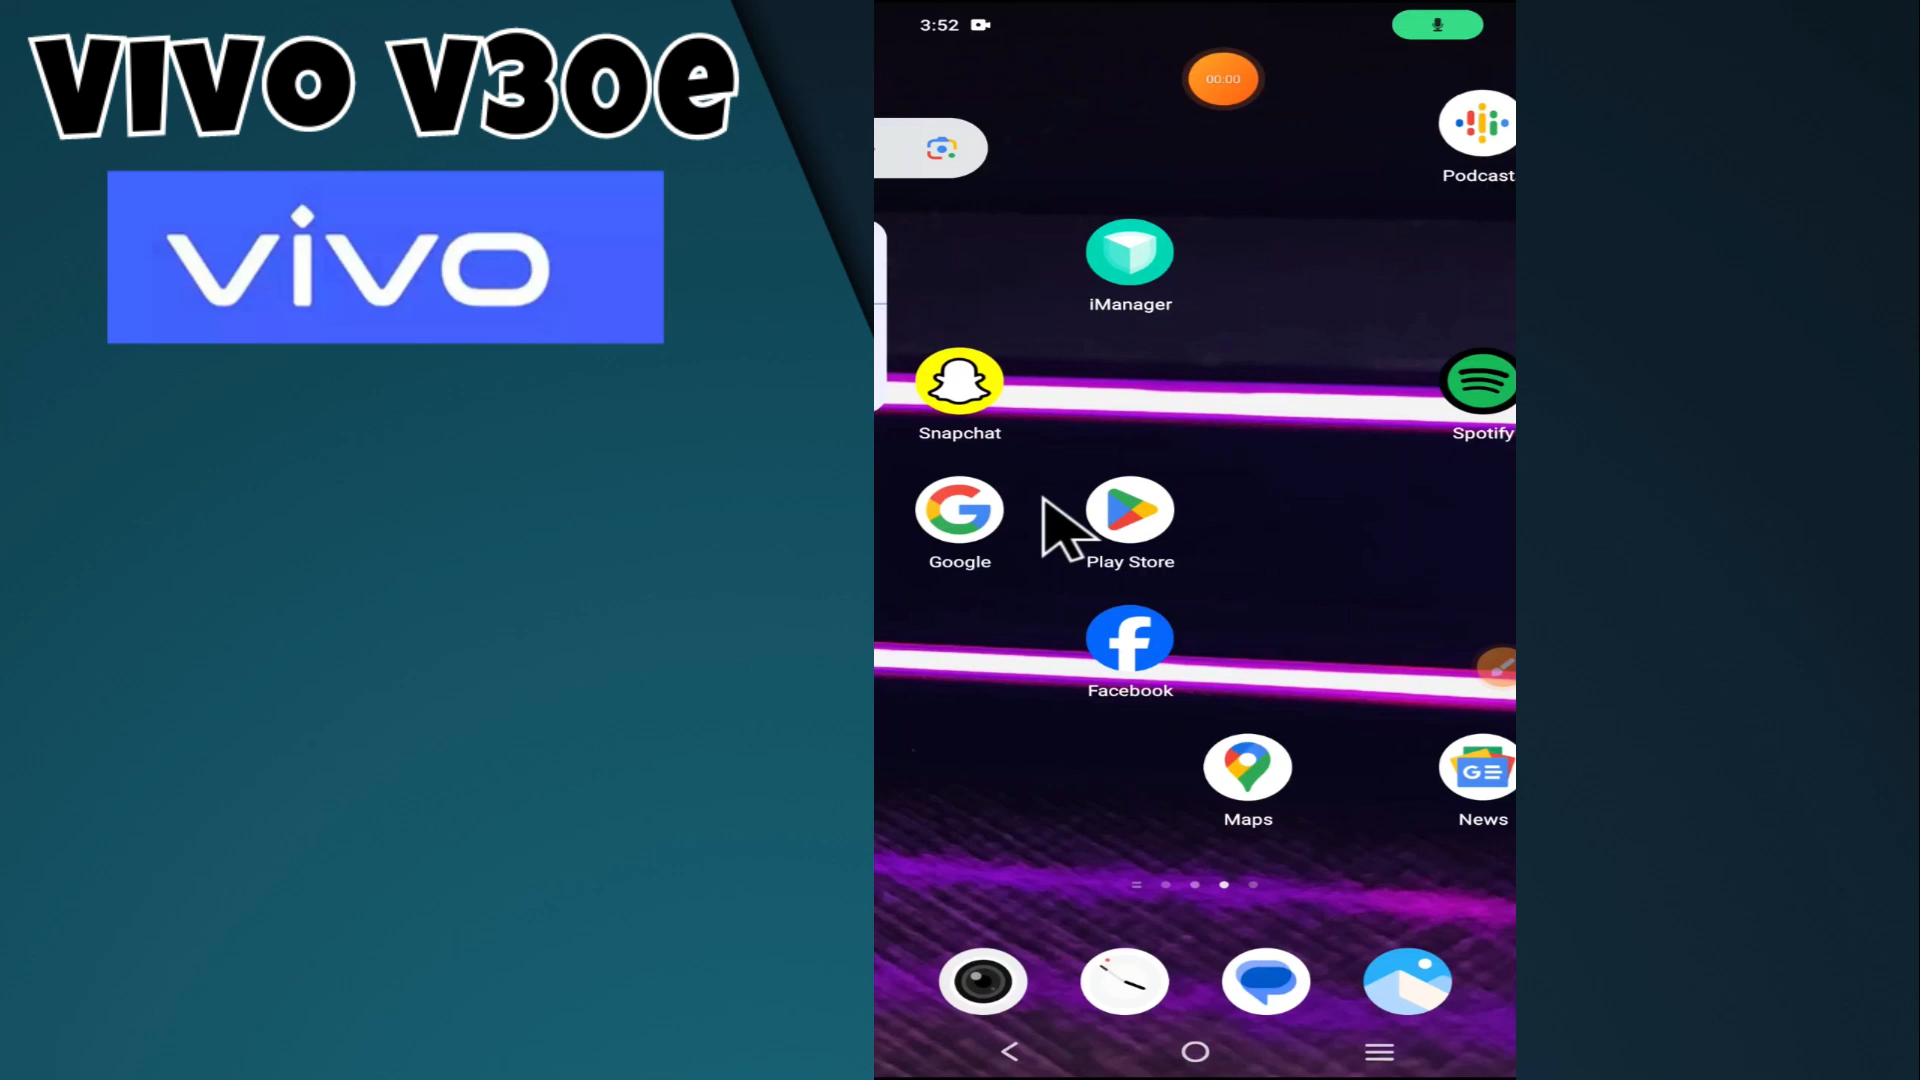 VIVO V30e
vivo
3:52
00:00
Podcast
iManager
Snapchat
Spotify
Google
Play Store
Facebook
Maps
News